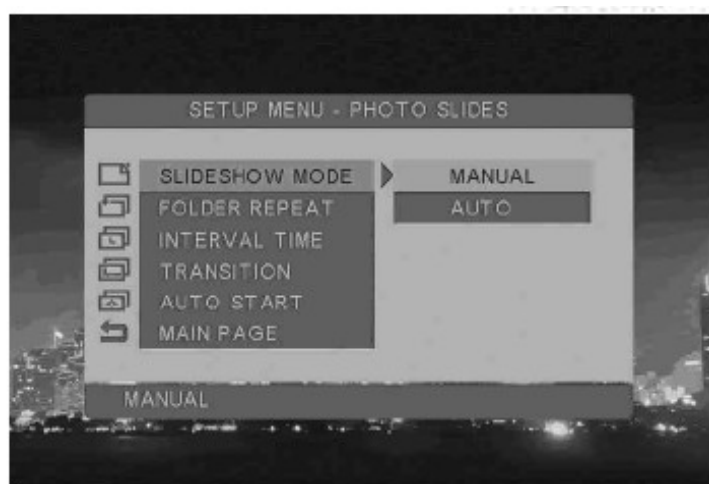 SETUP MENU - PHOTO SLIDES
SLIDESHOW MODE MANUAL
FOLDER REPEAT AUTO
INTERVAL TIME
TRANSITION
AUTO START
MAIN PAGE
MANUAL